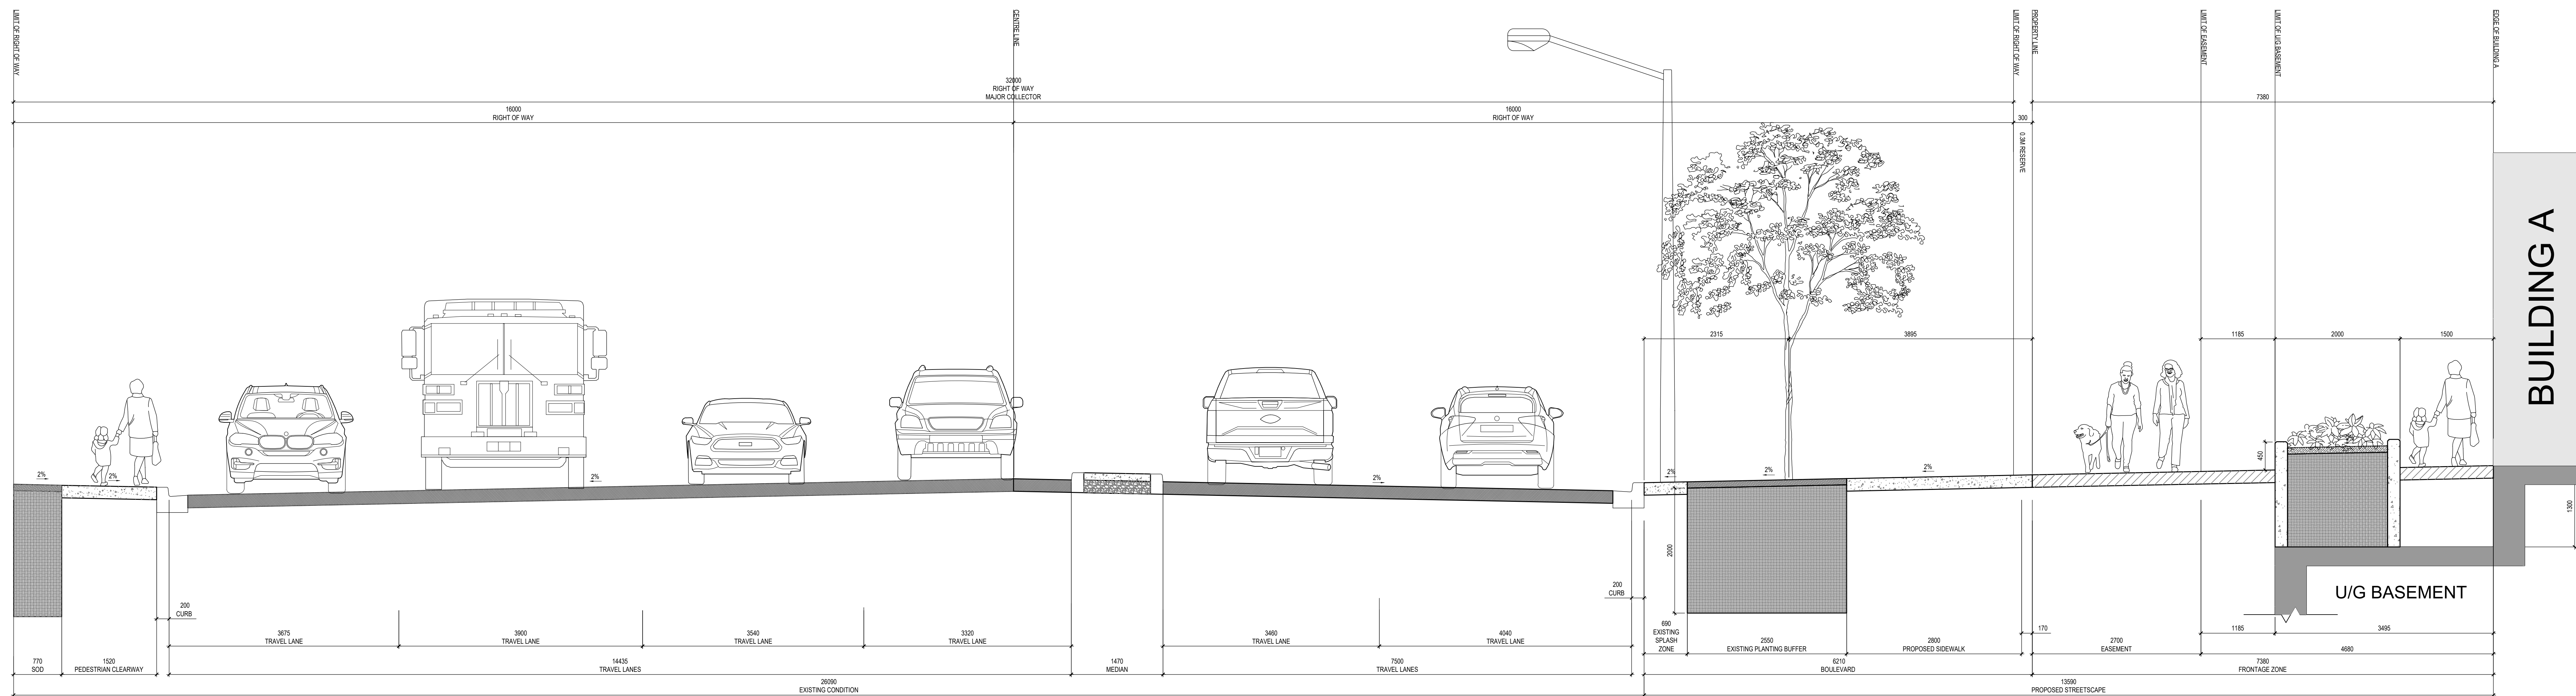 LIMIT OF RIGHT OF WAY
CENTRE LINE
LIMIT OF RIGHT OF WAY
PROPERTY LINE
LIMIT OF EASEMENT
LIMIT OF U/G BASEMENT
EDGE OF BUILDING A
32000
RIGHT OF WAY
MAJOR COLLECTOR
7380
16000
RIGHT OF WAY
16000
RIGHT OF WAY
300
0.3M RESERVE
BUILDING A
2315
3895
1185
2000
1500
450
2%
2%
2%
2%
2%
2%
2%
1300
2000
U/G BASEMENT
200
CURB
200
CURB
3675
TRAVEL LANE
3900
TRAVEL LANE
3540
TRAVEL LANE
3320
TRAVEL LANE
3460
TRAVEL LANE
4040
TRAVEL LANE
690
EXISTING
SPLASH
ZONE
2550
EXISTING PLANTING BUFFER
2800
PROPOSED SIDEWALK
170
2700
EASEMENT
1185
3495
4680
770
SOD
1520
PEDESTRIAN CLEARWAY
14435
TRAVEL LANES
1470
MEDIAN
7500
TRAVEL LANES
6210
BOULEVARD
7380
FRONTAGE ZONE
26090
EXISTING CONDITION
13590
PROPOSED STREETSCAPE